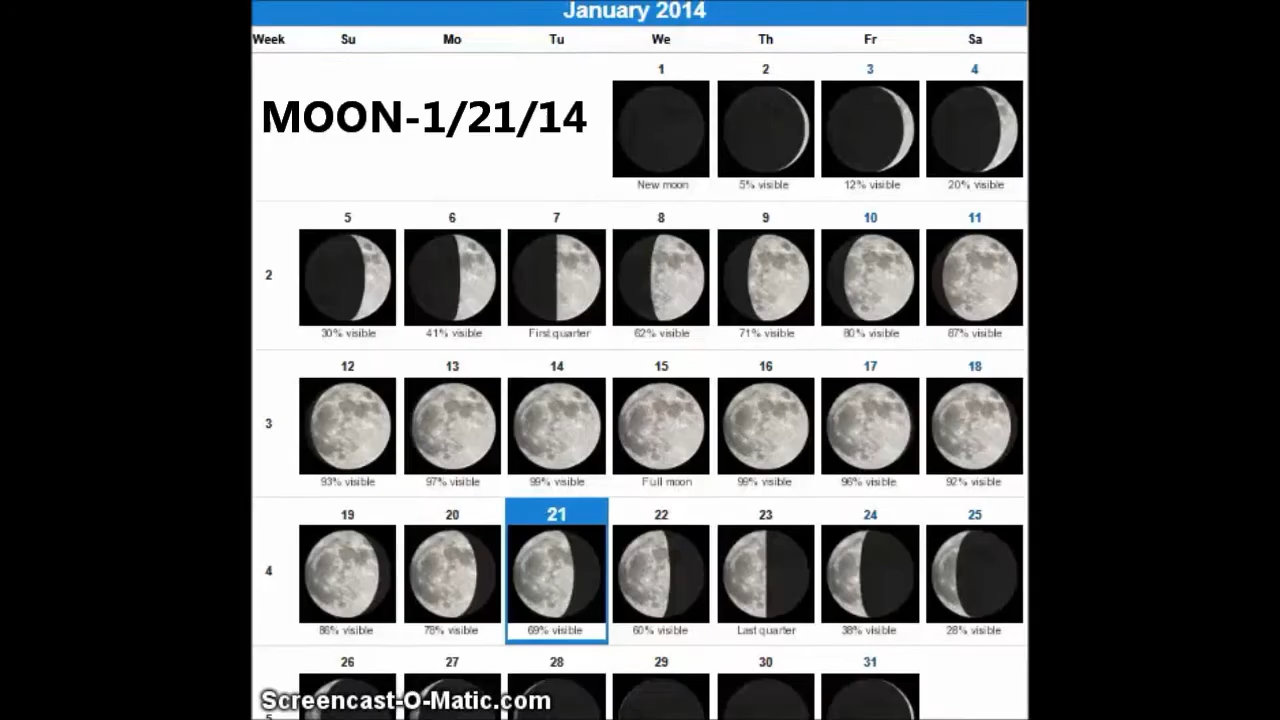 January 2014
Week Su Mo Tu We Th Fr Sa
MOON-1/21/14
1 2 3 4
New moon 5% visible 12% visible 20% visible
5 6 7 8 9 10 11
2
30% visible 41% visible First quarter 62% visible 71% visible 80% visible 87% visible
12 13 14 15 16 17 18
3
93% visible 97% visible 99% visible Full moon 99% visible 96% visible 92% visible
19 20 21 22 23 24 25
4
86% visible 78% visible 69% visible 60% visible Last quarter 38% visible 28% visible
26 27 28 29 30 31
Screencast-O-Matic.com
5